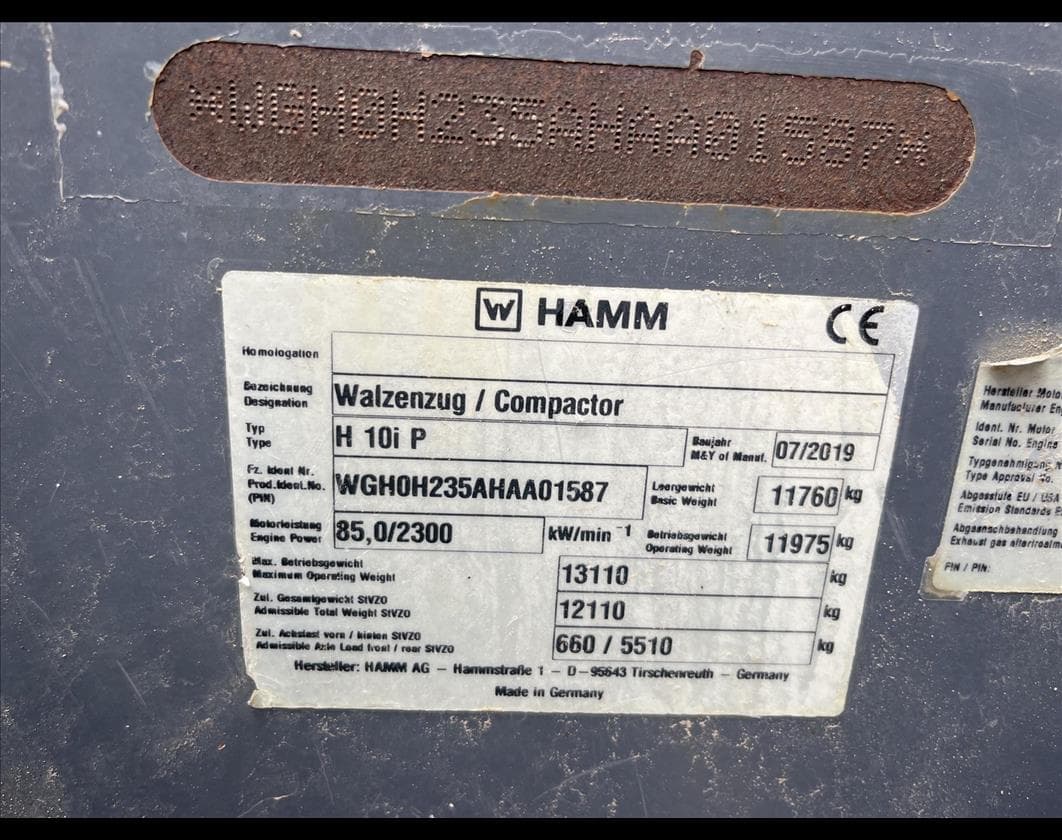 *WGH0H235AHAA01587*
W HAMM CE
Homologation
Bezeichnung
Designation
Walzenzug / Compactor
Typ
Type
H 10i P
Baujahr
M&Y of Manut.
07/2019
Fz. Ident Nr.
Prod.Ident.No.
(PIN)
WGH0H235AHAA01587
Leergewicht
Basic Weight
11760 kg
Motorleistung
Engine Power
85,0/2300 kW/min⁻¹
Betriebsgewicht
Operating Weight
11975 kg
Max. Betriebsgewicht
Maximum Operating Weight
13110 kg
Zul. Gesamtgewicht StVZO
Admissible Total Weight StVZO
12110 kg
Zul. Achslast vorn / hinten StVZO
Admissible Axle Load front / rear StVZO
660 / 5510 kg
Hersteller: HAMM AG – Hammstraße 1 – D–95643 Tirschenreuth – Germany
Made in Germany
Hersteller
Manufacturer
Ident. Nr. Motor
Serial No. Engine
Typgenehmigung
Type Approval No.
Abgasstufe EU / USA
Emission Standards
Abgasnachbehandlung
Exhaust gas
FIN / PIN: